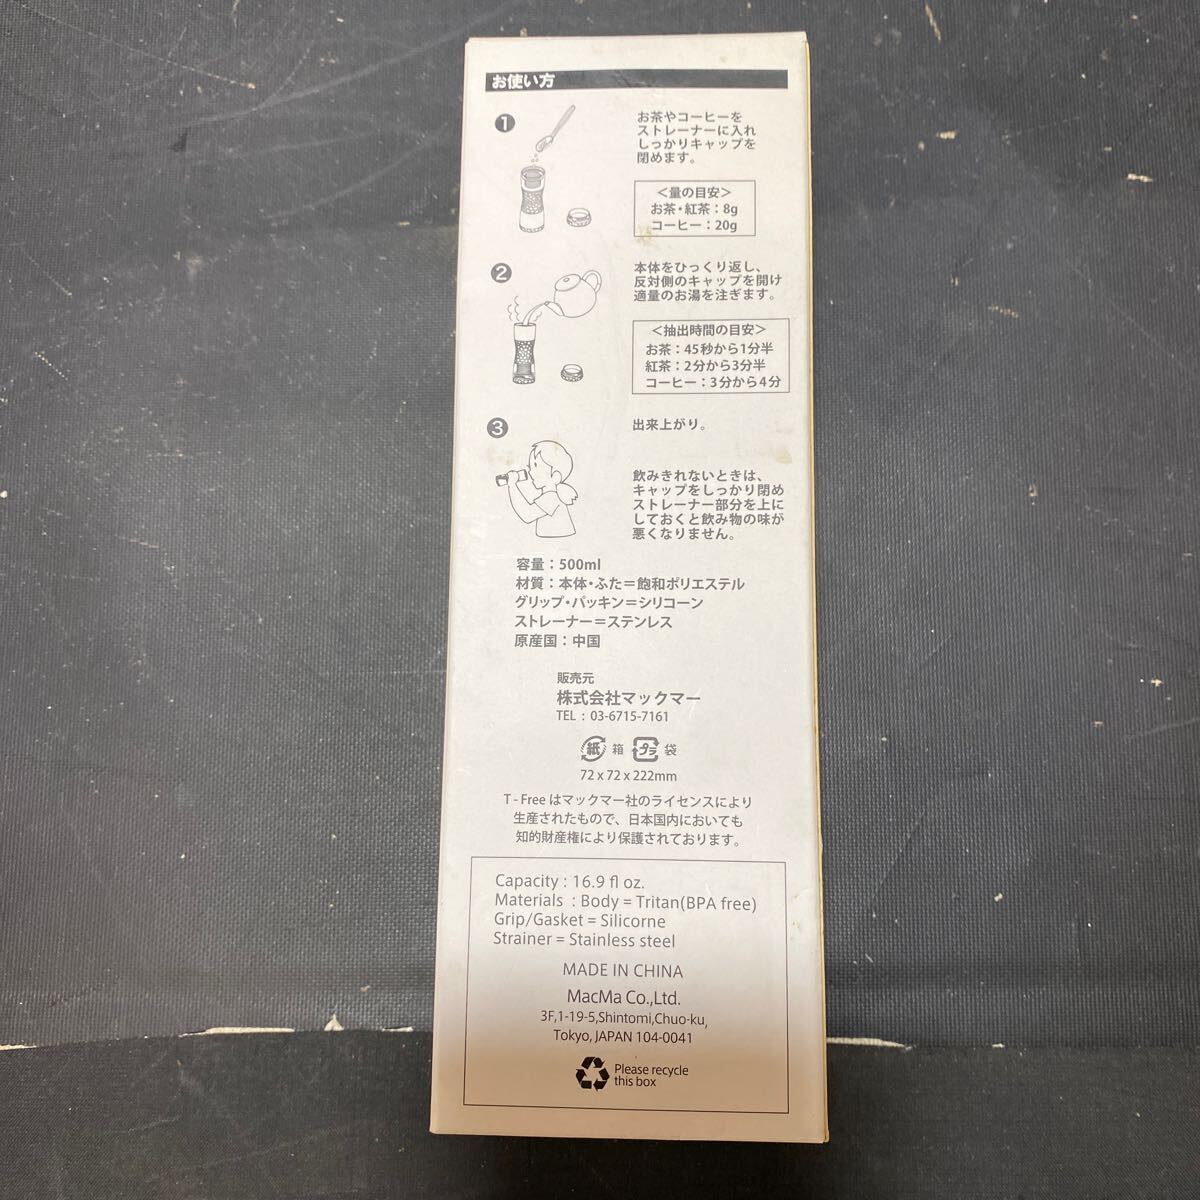 お使い方
1
お茶やコーヒーを
ストレーナーに入れ
しっかりキャップを
閉めます。
＜量の目安＞
お茶・紅茶：8g
コーヒー：20g
2
本体をひっくり返し、
反対側のキャップを開け
適量のお湯を注ぎます。
＜抽出時間の目安＞
お茶：45秒から1分半
紅茶：2分から3分半
コーヒー：3分から4分
3
出来上がり。
飲みきれないときは、
キャップをしっかり閉め
ストレーナー部分を上に
しておくと飲み物の味が
悪くなりません。
容量：500ml
材質：本体・ふた＝飽和ポリエステル
グリップ・パッキン＝シリコーン
ストレーナー＝ステンレス
原産国：中国
販売元
株式会社マックマー
TEL : 03-6715-7161
紙 箱 プラ 袋
72 x 72 x 222mm
T - Free はマックマー社のライセンスにより
生産されたもので、日本国内においても
知的財産権により保護されております。
Capacity : 16.9 fl oz.
Materials : Body = Tritan(BPA free)
Grip/Gasket = Silicorne
Strainer = Stainless steel
MADE IN CHINA
MacMa Co.,Ltd.
3F,1-19-5,Shintomi,Chuo-ku,
Tokyo, JAPAN 104-0041
Please recycle
this box